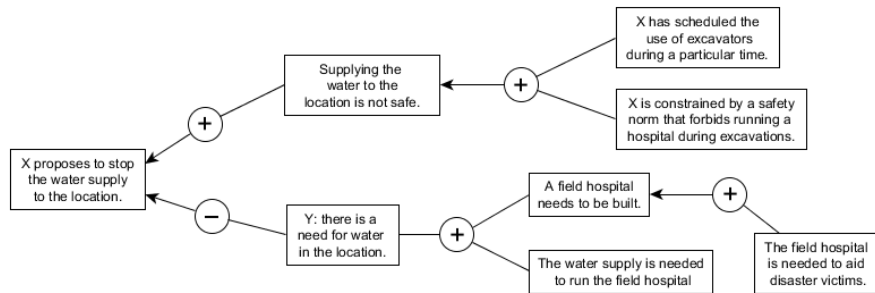 X has scheduled the
use of excavators
during a particular time.
Supplying the
water to the
location is not safe.
+
+
X is constrained by a safety
norm that forbids running a
hospital during excavations.
X proposes to stop
the water supply
to the location.
−
Y: there is a
need for water
in the location.
+
A field hospital
needs to be built.
+
The water supply is needed
to run the field hospital
The field hospital
is needed to aid
disaster victims.